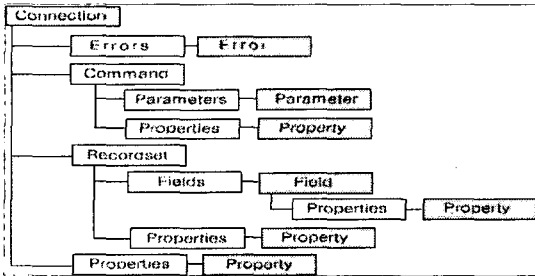 Connection
Errors Error
Command
Parameters Parameter
Properties Property
Recordset
Fields Field
Properties Property
Properties Property
Properties Property